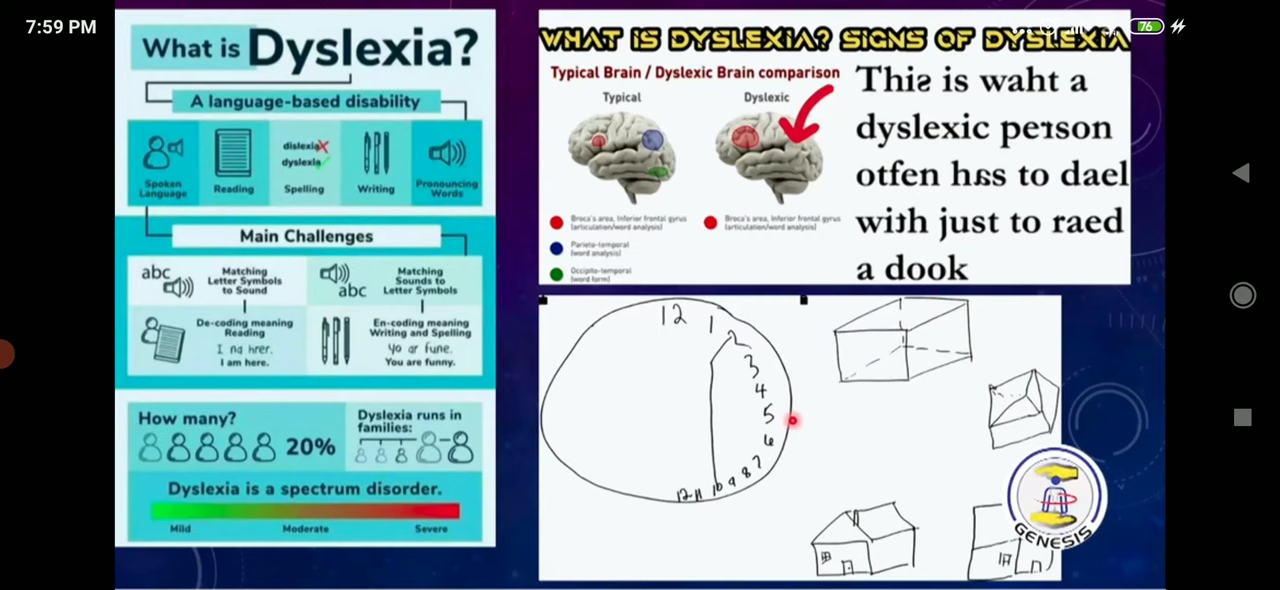 7:59 PM
76
What is Dyslexia?
A language-based disability
Spoken Language
Reading
dislexia
dyslexia
Spelling
Writing
Pronouncing Words
Main Challenges
abc
Matching Letter Symbols to Sound
abc
Matching Sounds to Letter Symbols
De-coding meaning Reading
I na hrer.
I am here.
En-coding meaning Writing and Spelling
Yo ar fune.
You are funny.
How many?
20%
Dyslexia runs in families:
Dyslexia is a spectrum disorder.
Mild
Moderate
Severe
WHAT IS DYSLEXIA? SIGNS OF DYSLEXIA
Typical Brain / Dyslexic Brain comparison
Typical
Dyslexic
Broca's area, Inferior frontal gyrus
(articulation/word analysis)
Parieto-temporal
(word analysis)
Occipito-temporal
(word form)
Broca's area, Inferior frontal gyrus
(articulation/word analysis)
This is waht a
dyslexic person
otfen has to dael
with just to raed
a dook
12
1
2
3
4
5
6
7
8
9
10
11
12
GENESIS